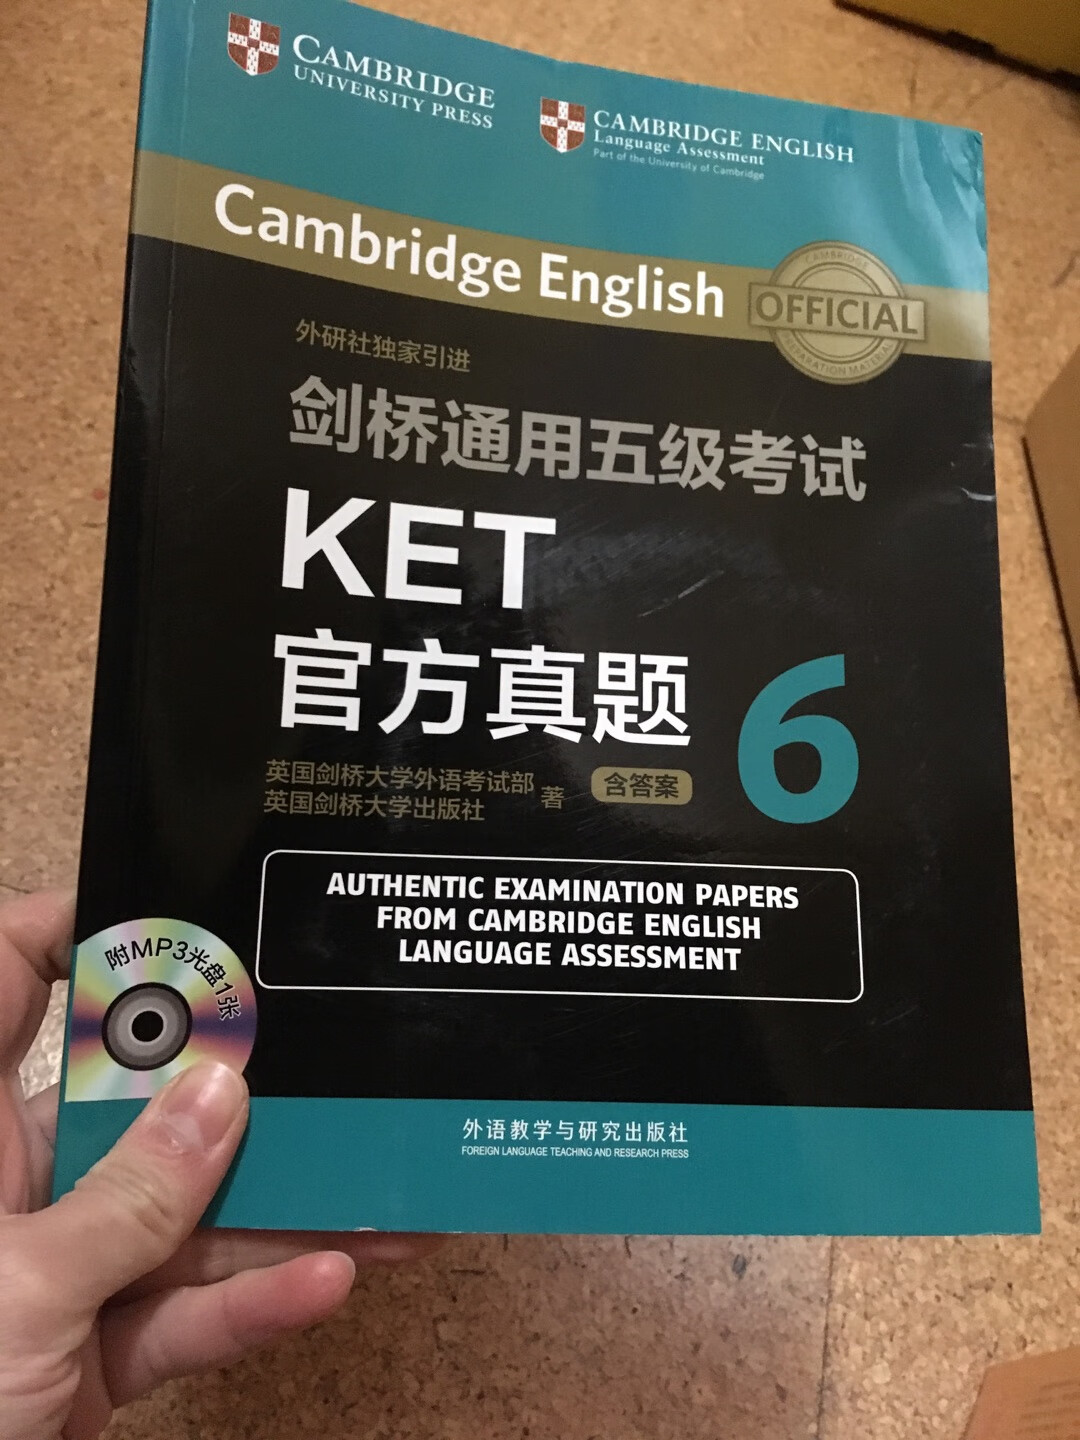 CAMBRIDGE
UNIVERSITY PRESS
CAMBRIDGE ENGLISH
Language Assessment
Part of the University of Cambridge
Cambridge English
CAMBRIDGE
OFFICIAL
PREPARATION MATERIAL
外研社独家引进
剑桥通用五级考试
KET
官方真题 6
英国剑桥大学外语考试部
英国剑桥大学出版社 著
含答案
AUTHENTIC EXAMINATION PAPERS
FROM CAMBRIDGE ENGLISH
LANGUAGE ASSESSMENT
附MP3光盘1张
外语教学与研究出版社
FOREIGN LANGUAGE TEACHING AND RESEARCH PRESS